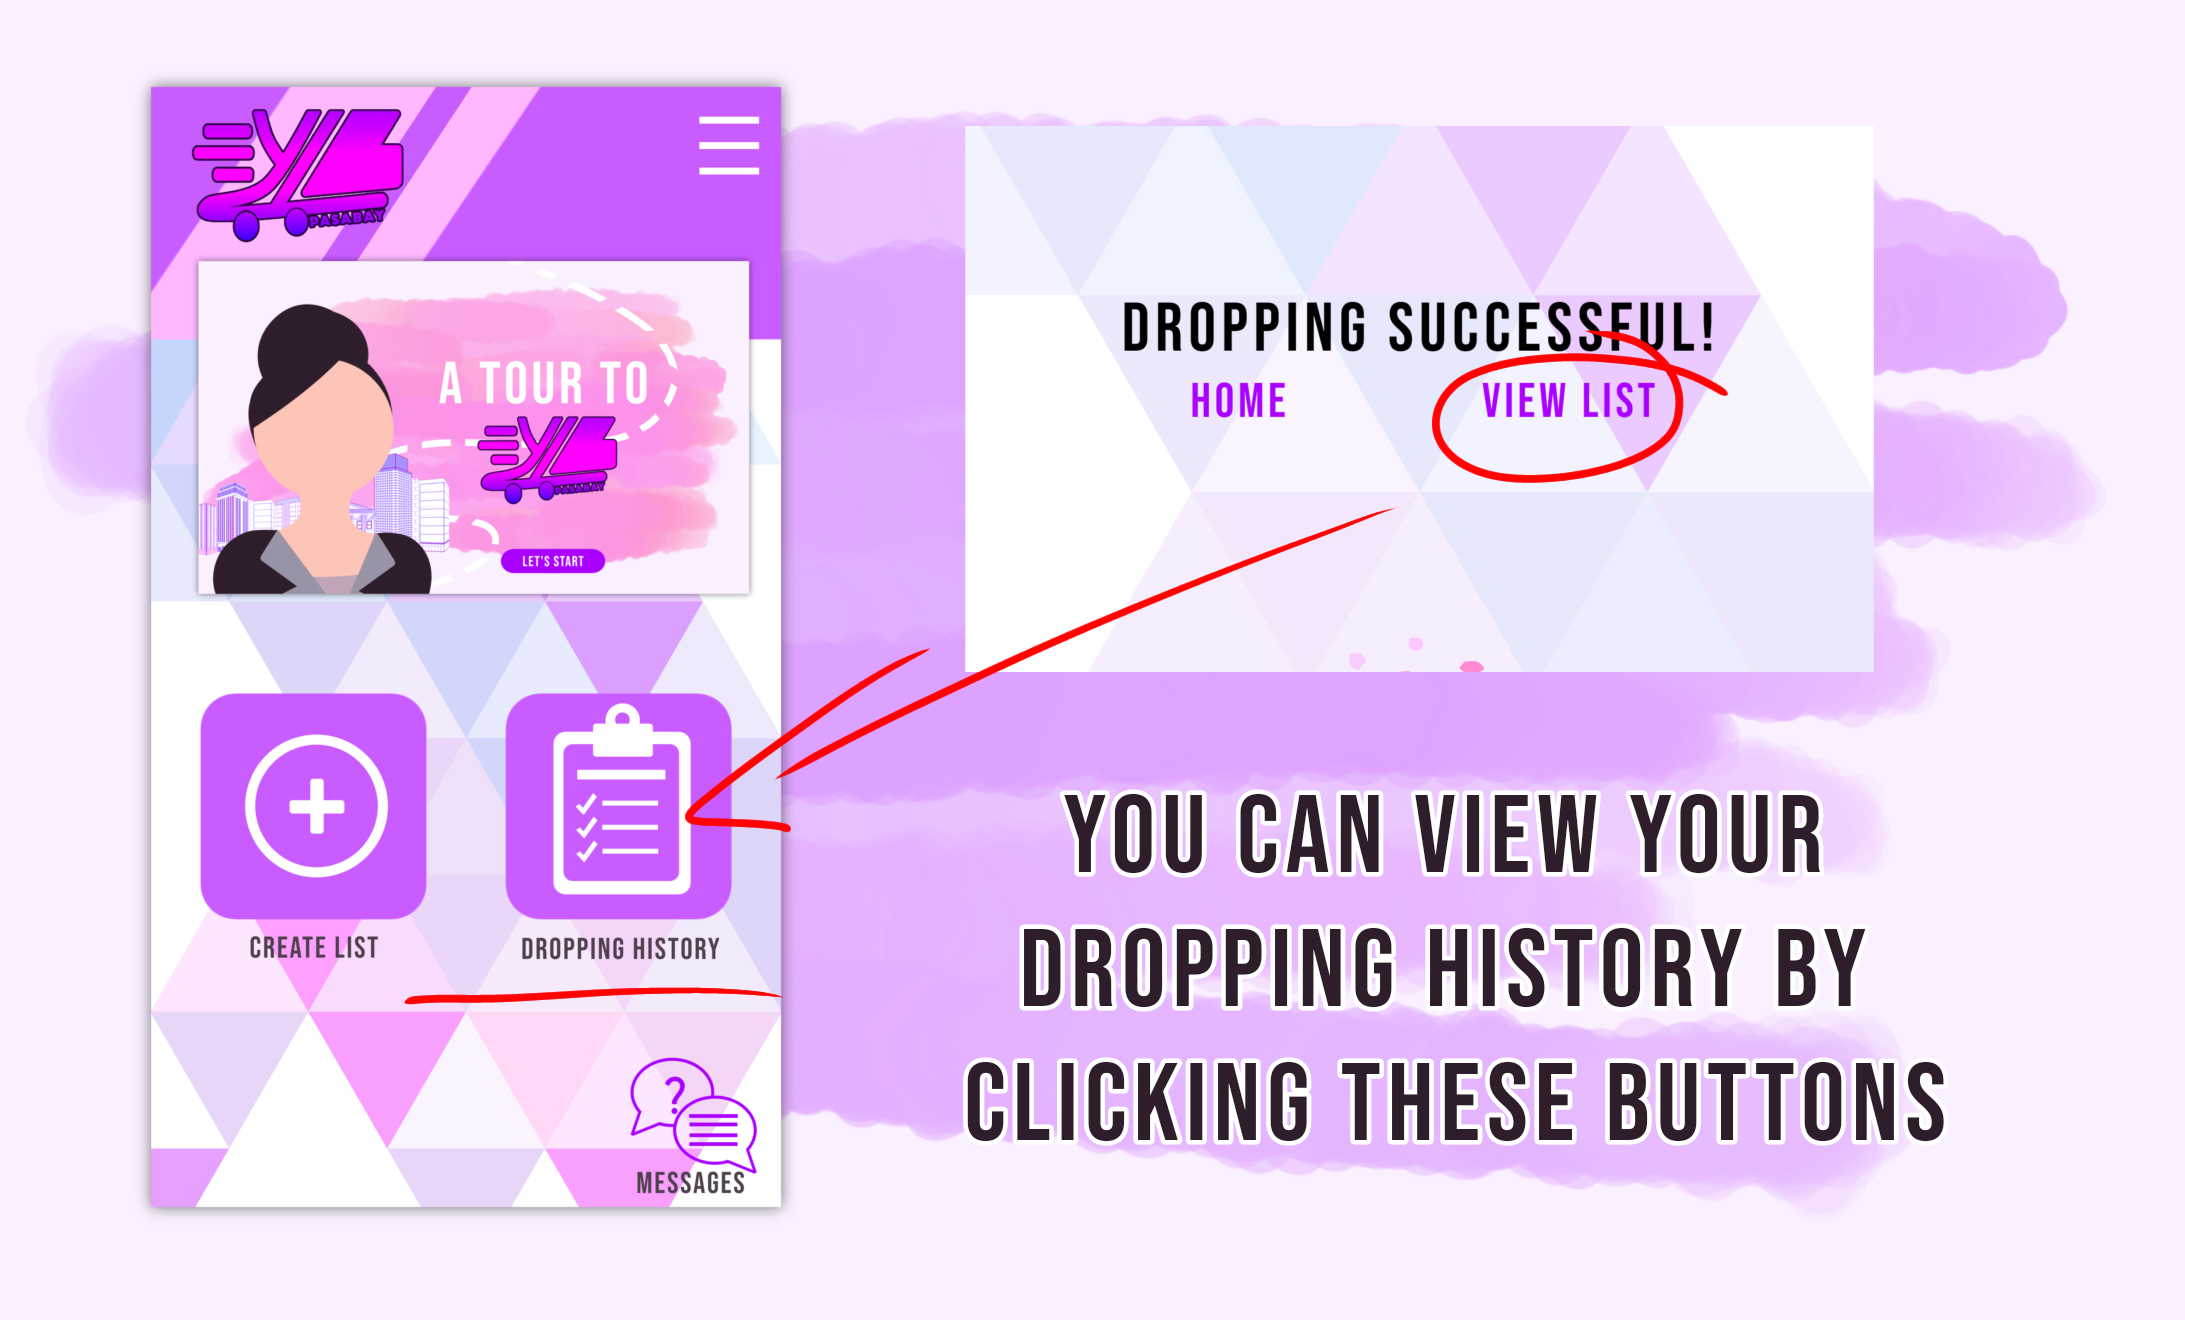 PASABAY
A TOUR TO
PASABAY
LET'S START
CREATE LIST
DROPPING HISTORY
MESSAGES
DROPPING SUCCESSFUL!
HOME
VIEW LIST
YOU CAN VIEW YOUR
DROPPING HISTORY BY
CLICKING THESE BUTTONS